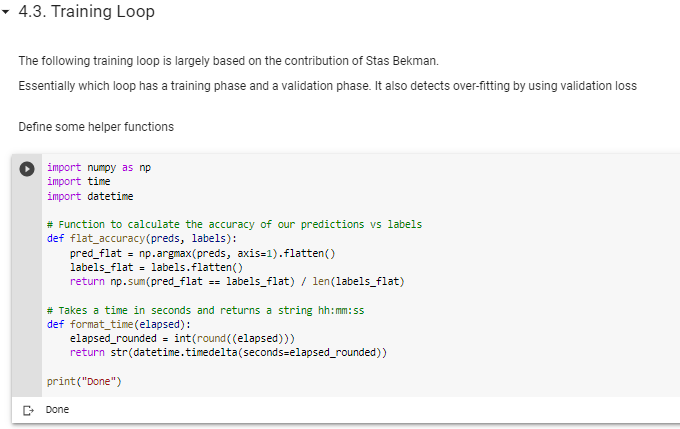 4.3. Training Loop
The following training loop is largely based on the contribution of Stas Bekman.
Essentially which loop has a training phase and a validation phase. It also detects over-fitting by using validation loss
Define some helper functions
import numpy as np
import time
import datetime
# Function to calculate the accuracy of our predictions vs labels
def flat_accuracy(preds, labels):
    pred_flat = np.argmax(preds, axis=1).flatten()
    labels_flat = labels.flatten()
    return np.sum(pred_flat == labels_flat) / len(labels_flat)
# Takes a time in seconds and returns a string hh:mm:ss
def format_time(elapsed):
    elapsed_rounded = int(round((elapsed)))
    return str(datetime.timedelta(seconds=elapsed_rounded))
print("Done")
Done